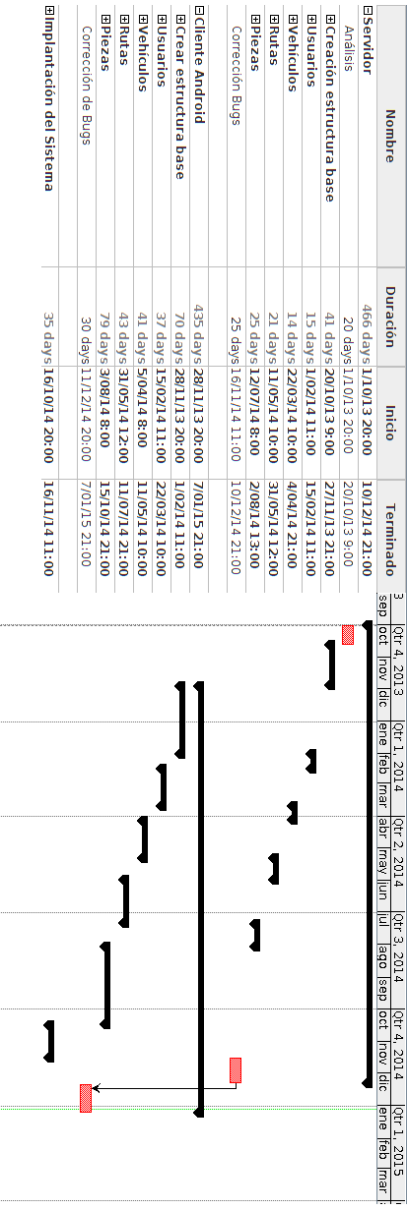 Nombre Duración Inicio Terminado
Servidor 466 days 1/10/13 20:00 10/12/14 21:00
Análisis 20 days 1/10/13 20:00 20/10/13 9:00
Creación estructura base 41 days 20/10/13 9:00 27/11/13 21:00
Usuarios 15 days 1/02/14 11:00 15/02/14 11:00
Vehículos 14 days 22/03/14 10:00 4/04/14 21:00
Rutas 21 days 11/05/14 10:00 31/05/14 12:00
Piezas 25 days 12/07/14 8:00 2/08/14 13:00
Corrección Bugs 25 days 16/11/14 11:00 10/12/14 21:00
Cliente Android 435 days 28/11/13 20:00 7/01/15 21:00
Crear estructura base 70 days 28/11/13 20:00 1/02/14 11:00
Usuarios 37 days 15/02/14 11:00 22/03/14 10:00
Vehículos 41 days 5/04/14 8:00 11/05/14 10:00
Rutas 43 days 31/05/14 12:00 11/07/14 21:00
Piezas 79 days 3/08/14 8:00 15/10/14 21:00
Corrección de Bugs 30 days 11/12/14 20:00 7/01/15 21:00
Implantación del Sistema 35 days 16/10/14 20:00 16/11/14 11:00
3 Qtr 4, 2013 Qtr 1, 2014 Qtr 2, 2014 Qtr 3, 2014 Qtr 4, 2014 Qtr 1, 2015
sep oct nov dic ene feb mar abr may jun jul ago sep oct nov dic ene feb mar